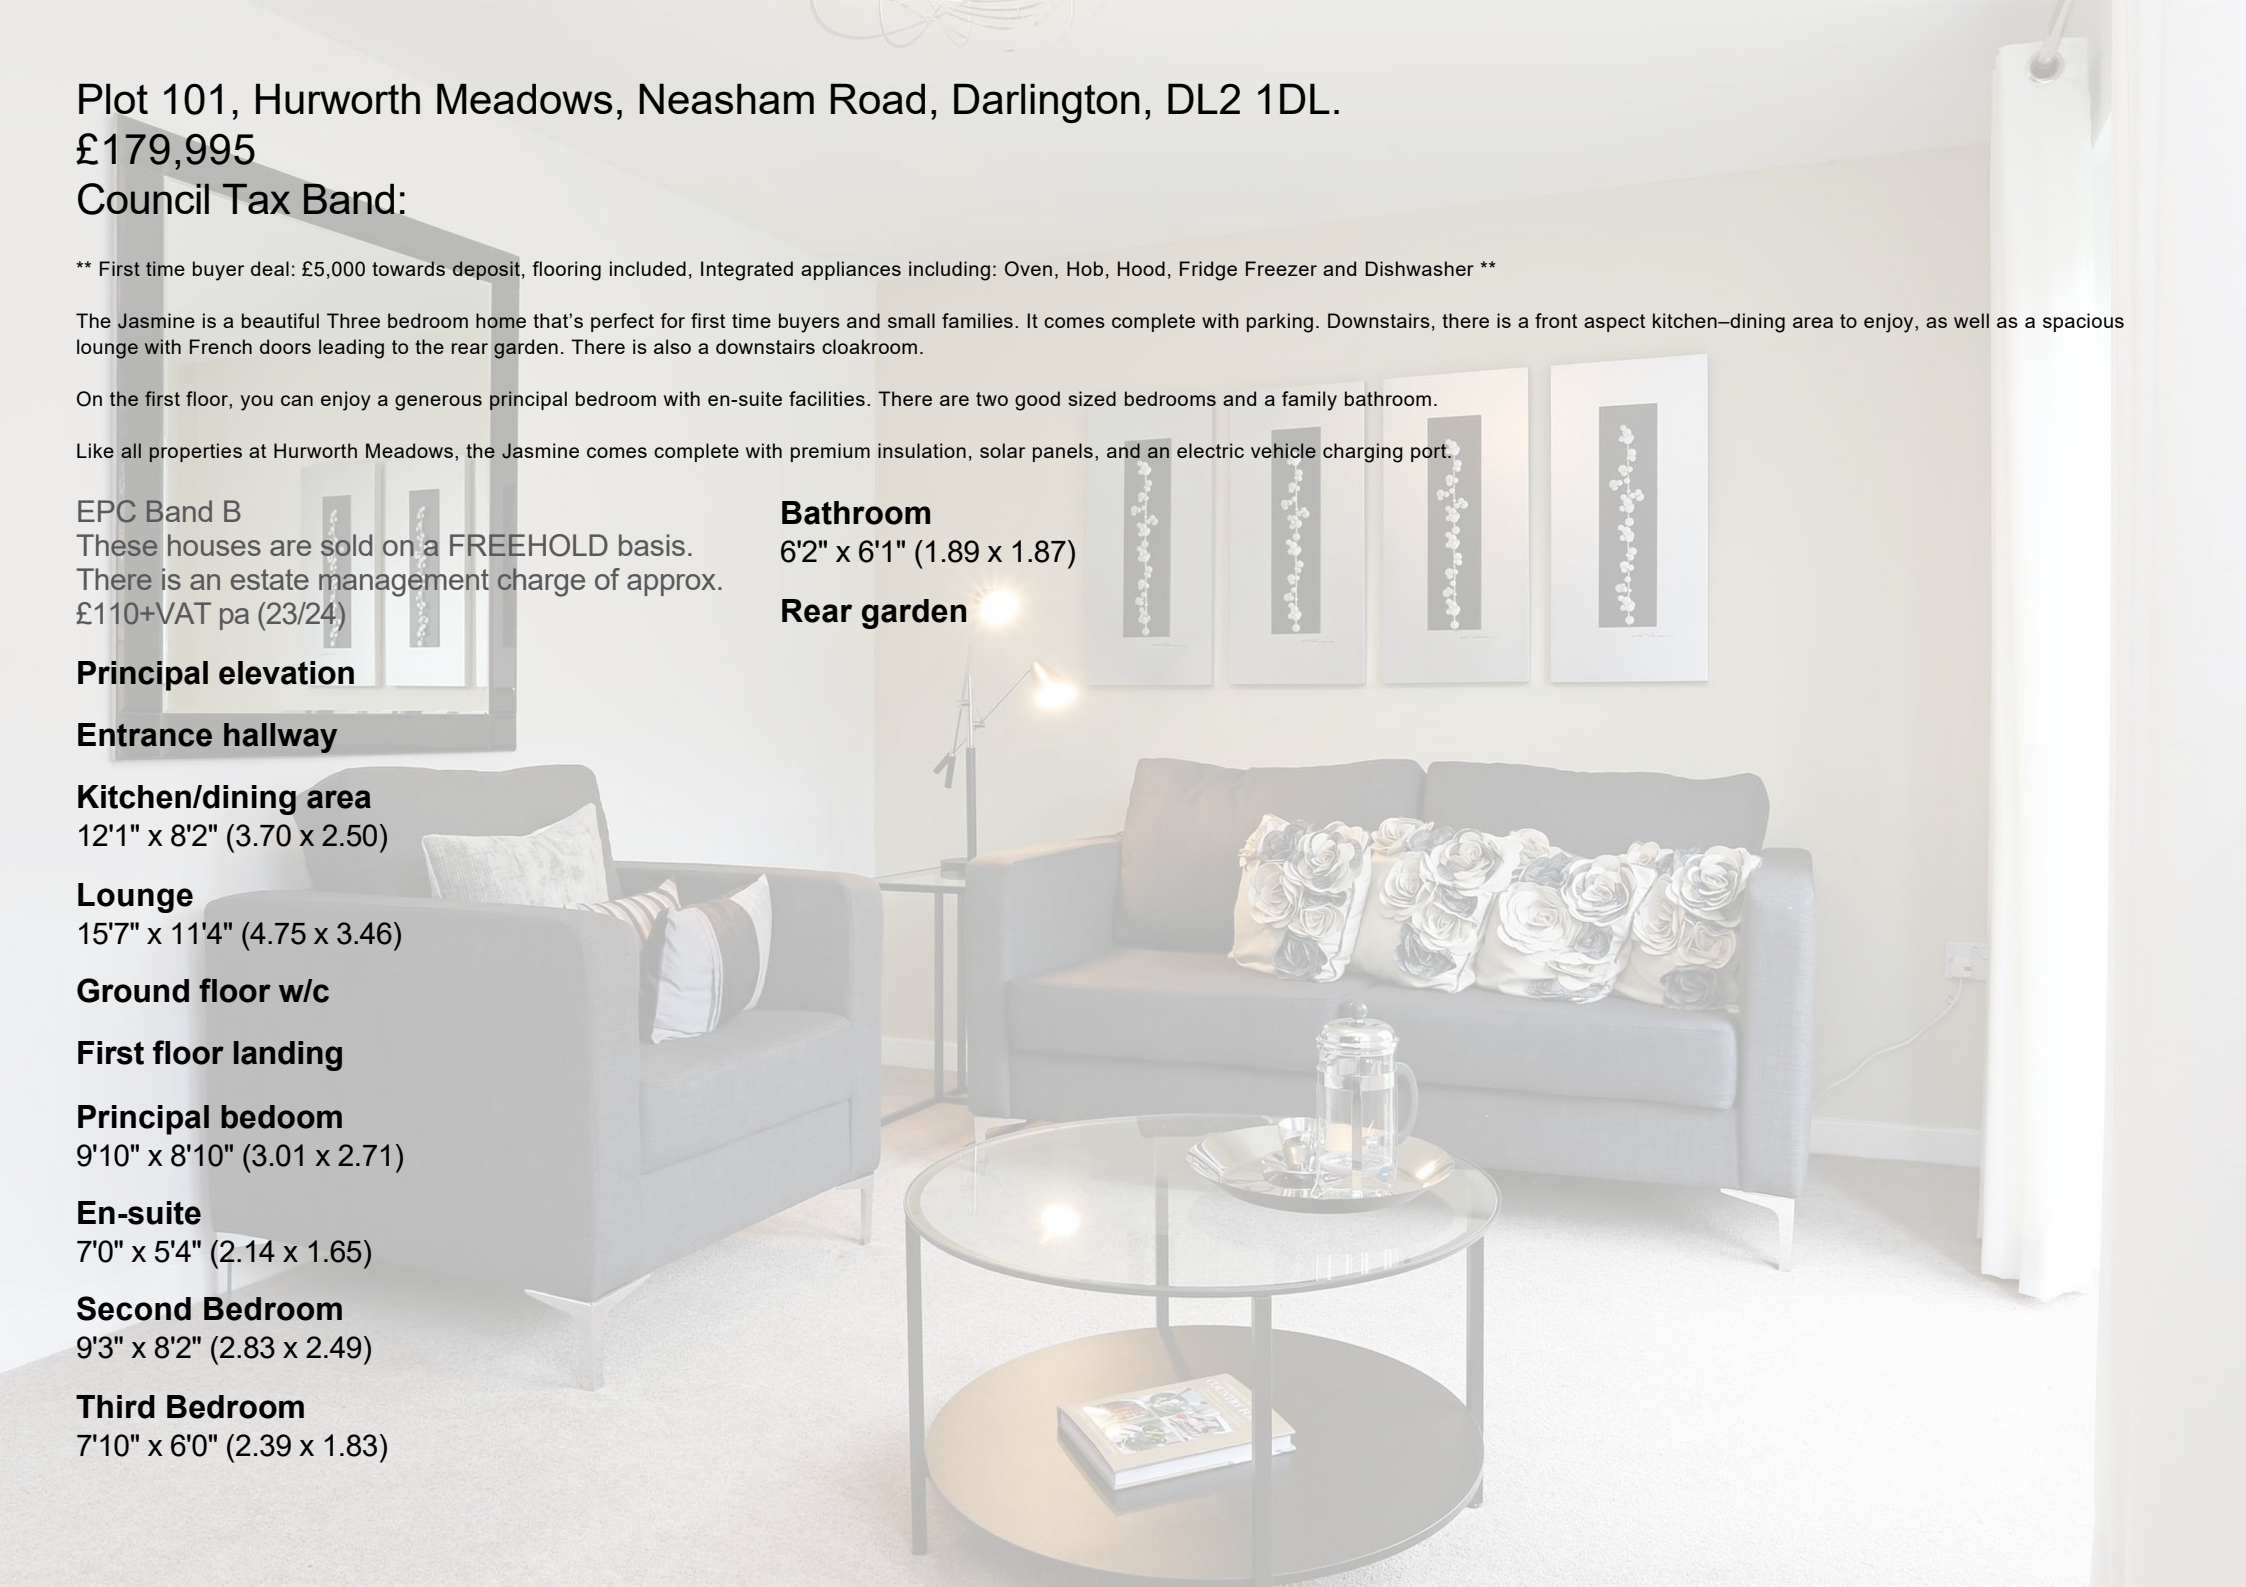 Plot 101, Hurworth Meadows, Neasham Road, Darlington, DL2 1DL.
£179,995
Council Tax Band:
** First time buyer deal: £5,000 towards deposit, flooring included, Integrated appliances including: Oven, Hob, Hood, Fridge Freezer and Dishwasher **
The Jasmine is a beautiful Three bedroom home that’s perfect for first time buyers and small families. It comes complete with parking. Downstairs, there is a front aspect kitchen–dining area to enjoy, as well as a spacious
lounge with French doors leading to the rear garden. There is also a downstairs cloakroom.
On the first floor, you can enjoy a generous principal bedroom with en-suite facilities. There are two good sized bedrooms and a family bathroom.
Like all properties at Hurworth Meadows, the Jasmine comes complete with premium insulation, solar panels, and an electric vehicle charging port.
EPC Band B
These houses are sold on a FREEHOLD basis.
There is an estate management charge of approx.
£110+VAT pa (23/24)
Principal elevation
Entrance hallway
Kitchen/dining area
12'1" x 8'2" (3.70 x 2.50)
Lounge
15'7" x 11'4" (4.75 x 3.46)
Ground floor w/c
First floor landing
Principal bedoom
9'10" x 8'10" (3.01 x 2.71)
En-suite
7'0" x 5'4" (2.14 x 1.65)
Second Bedroom
9'3" x 8'2" (2.83 x 2.49)
Third Bedroom
7'10" x 6'0" (2.39 x 1.83)
Bathroom
6'2" x 6'1" (1.89 x 1.87)
Rear garden